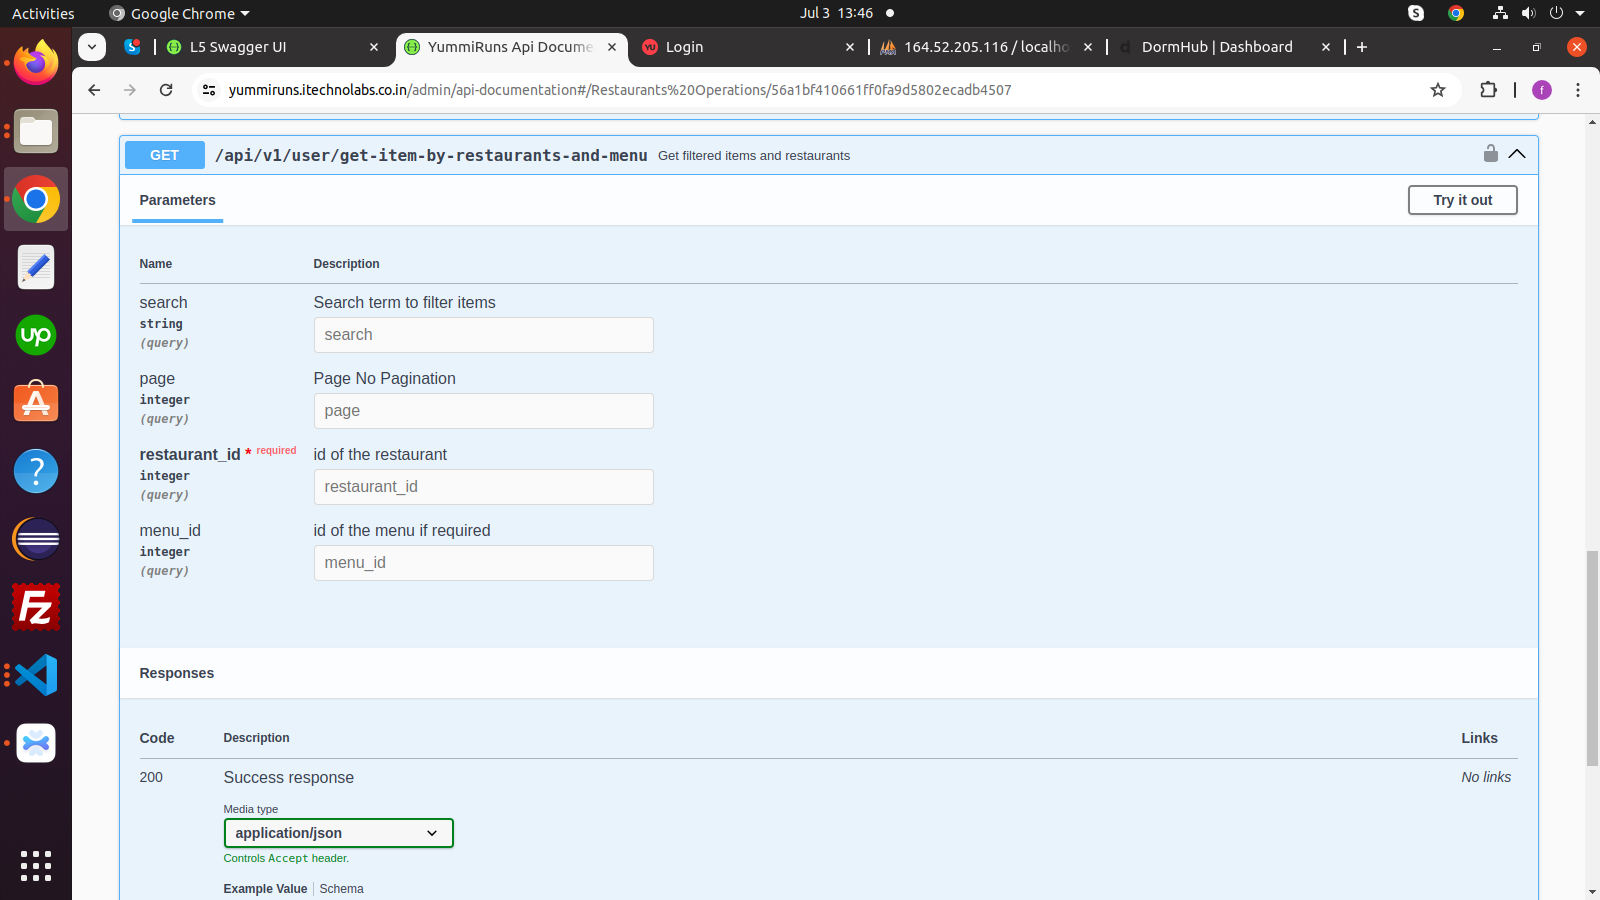 Activities
Google Chrome
Jul 3 13:46
L5 Swagger UI
YummiRuns Api Docume
Login
164.52.205.116 / localho
DormHub | Dashboard
yummiruns.itechnolabs.co.in/admin/api-documentation#/Restaurants%20Operations/56a1bf410661ff0fa9d5802ecadb4507
f
GET
/api/v1/user/get-item-by-restaurants-and-menu
Get filtered items and restaurants
Parameters
Try it out
Name
Description
search
Search term to filter items
string
search
(query)
page
Page No Pagination
integer
page
(query)
restaurant_id * required
id of the restaurant
integer
restaurant_id
(query)
menu_id
id of the menu if required
integer
menu_id
(query)
Responses
Code
Description
Links
200
Success response
No links
Media type
application/json
Controls Accept header.
Example Value
Schema